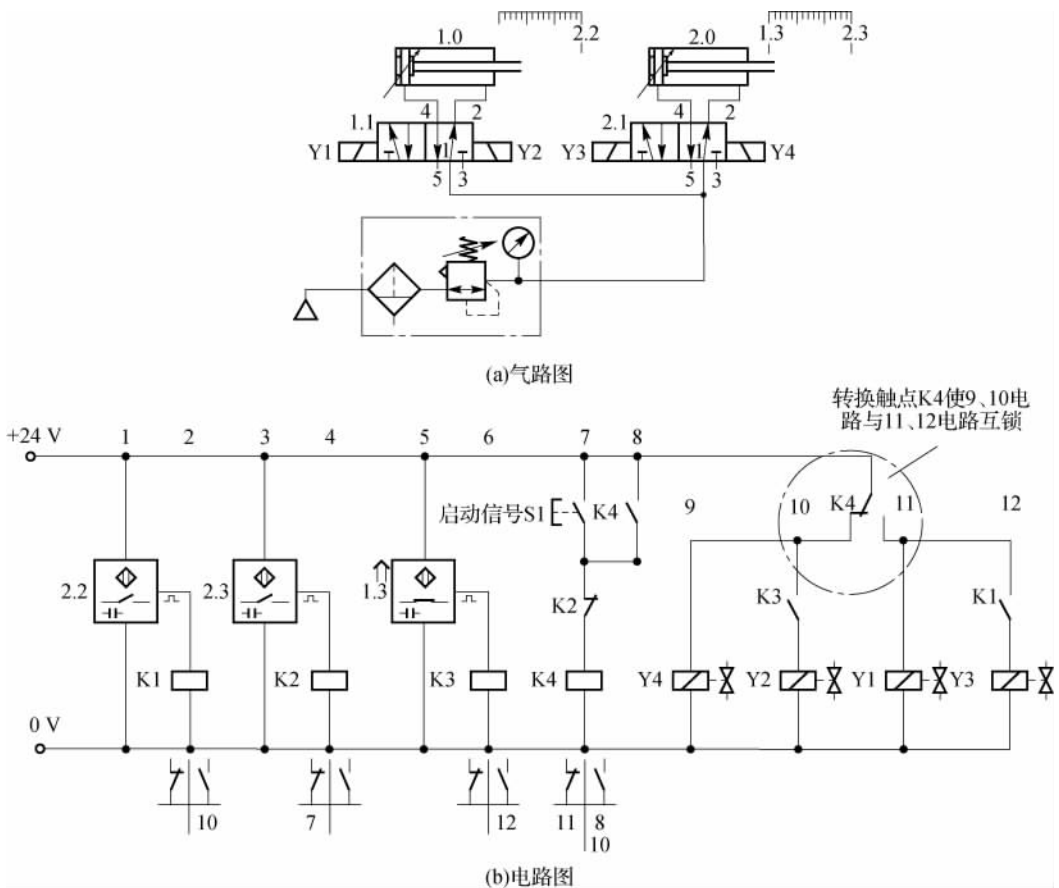 2.2 1.3 2.3
1.0 2.0
4 2 4 2
1.1 2.1
Y1 1 Y2 Y3 1 Y4
5 3 5 3
(a)气路图
转换触点K4使9、10电
路与11、12电路互锁
+24 V 1 2 3 4 5 6 7 8
启动信号S1 K4 9 10 K4 11 12
2.2 2.3 1.3 K2 K3 K1
K1 K2 K3 K4 Y4 Y2 Y1 Y3
0 V
10 7 12 11 8
10
(b)电路图